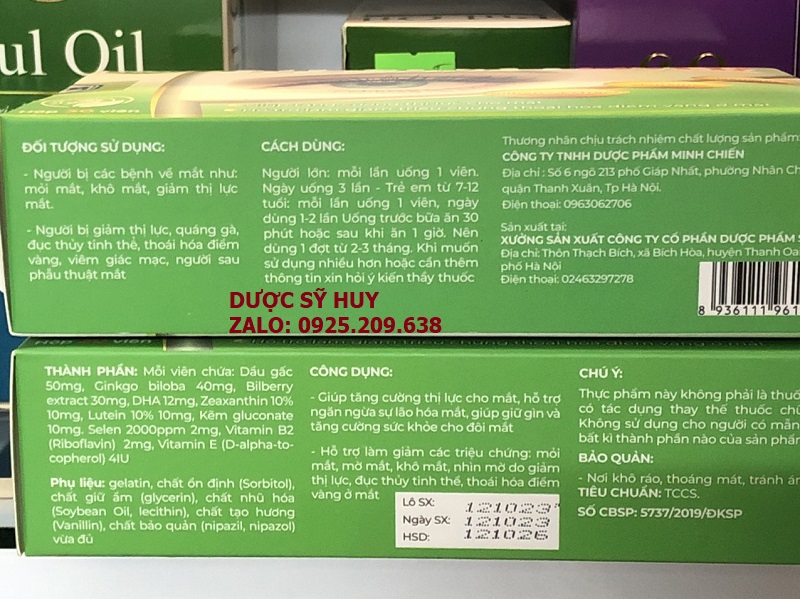 ul Oil
ĐỐI TƯỢNG SỬ DỤNG:
- Người bị các bệnh về mắt như:
mỏi mắt, khô mắt, giảm thị lực
mắt.
- Người bị giảm thị lực, quáng gà,
đục thủy tinh thể, thoái hóa điểm
vàng, viêm giác mạc, người sau
phẫu thuật mắt
CÁCH DÙNG:
Người lớn: mỗi lần uống 1 viên.
Ngày uống 3 lần - Trẻ em từ 7-12
tuổi: mỗi lần uống 1 viên, ngày
dùng 1-2 lần Uống trước bữa ăn 30
phút hoặc sau khi ăn 1 giờ. Nên
dùng 1 đợt từ 2-3 tháng. Khi muốn
sử dụng nhiều hơn hoặc cần thêm
thông tin xin hỏi ý kiến thầy thuốc
Thương nhân chịu trách nhiệm chất lượng sản phẩm:
CÔNG TY TNHH DƯỢC PHẨM MINH CHIẾN
Địa chỉ : Số 6 ngõ 213 phố Giáp Nhất, phường Nhân Ch
quận Thanh Xuân, Tp Hà Nội.
Điện thoại: 0963062706
Sản xuất tại:
XƯỞNG SẢN XUẤT CÔNG TY CỔ PHẦN DƯỢC PHẨM S
Địa chỉ: Thôn Thạch Bích, xã Bích Hòa, huyện Thanh Oai
phố Hà Nội
Điện thoại: 02463297278
8 936111 961
DƯỢC SỸ HUY
ZALO: 0925.209.638
THÀNH PHẦN: Mỗi viên chứa: Dầu gấc
50mg, Ginkgo biloba 40mg, Bilberry
extract 30mg, DHA 12mg, Zeaxanthin 10%
10mg, Lutein 10% 10mg, Kẽm gluconate
10mg. Selen 2000ppm 2mg, Vitamin B2
(Riboflavin) 2mg, Vitamin E (D-alpha-to-
copherol) 4IU
Phụ liệu: gelatin, chất ổn định (Sorbitol),
chất giữ ẩm (glycerin), chất nhũ hóa
(Soybean Oil, lecithin), chất tạo hương
(Vanillin), chất bảo quản (nipazil, nipazol)
vừa đủ
CÔNG DỤNG:
- Giúp tăng cường thị lực cho mắt, hỗ trợ
ngăn ngừa sự lão hóa mắt, giúp giữ gìn và
tăng cường sức khỏe cho đôi mắt
- Hỗ trợ làm giảm các triệu chứng: mỏi
mắt, mờ mắt, khô mắt, nhìn mờ do giảm
thị lực, đục thủy tinh thể, thoái hóa điểm
vàng ở mắt
Lô SX: 121023
Ngày SX: 121023
HSD: 121026
CHÚ Ý:
Thực phẩm này không phải là thuố
có tác dụng thay thế thuốc chữ
Không sử dụng cho người có mẫn
bất kì thành phần nào của sản phẩm
BẢO QUẢN:
- Nơi khô ráo, thoáng mát, tránh án
TIÊU CHUẨN: TCCS.
SỐ CBSP: 5737/2019/ĐKSP